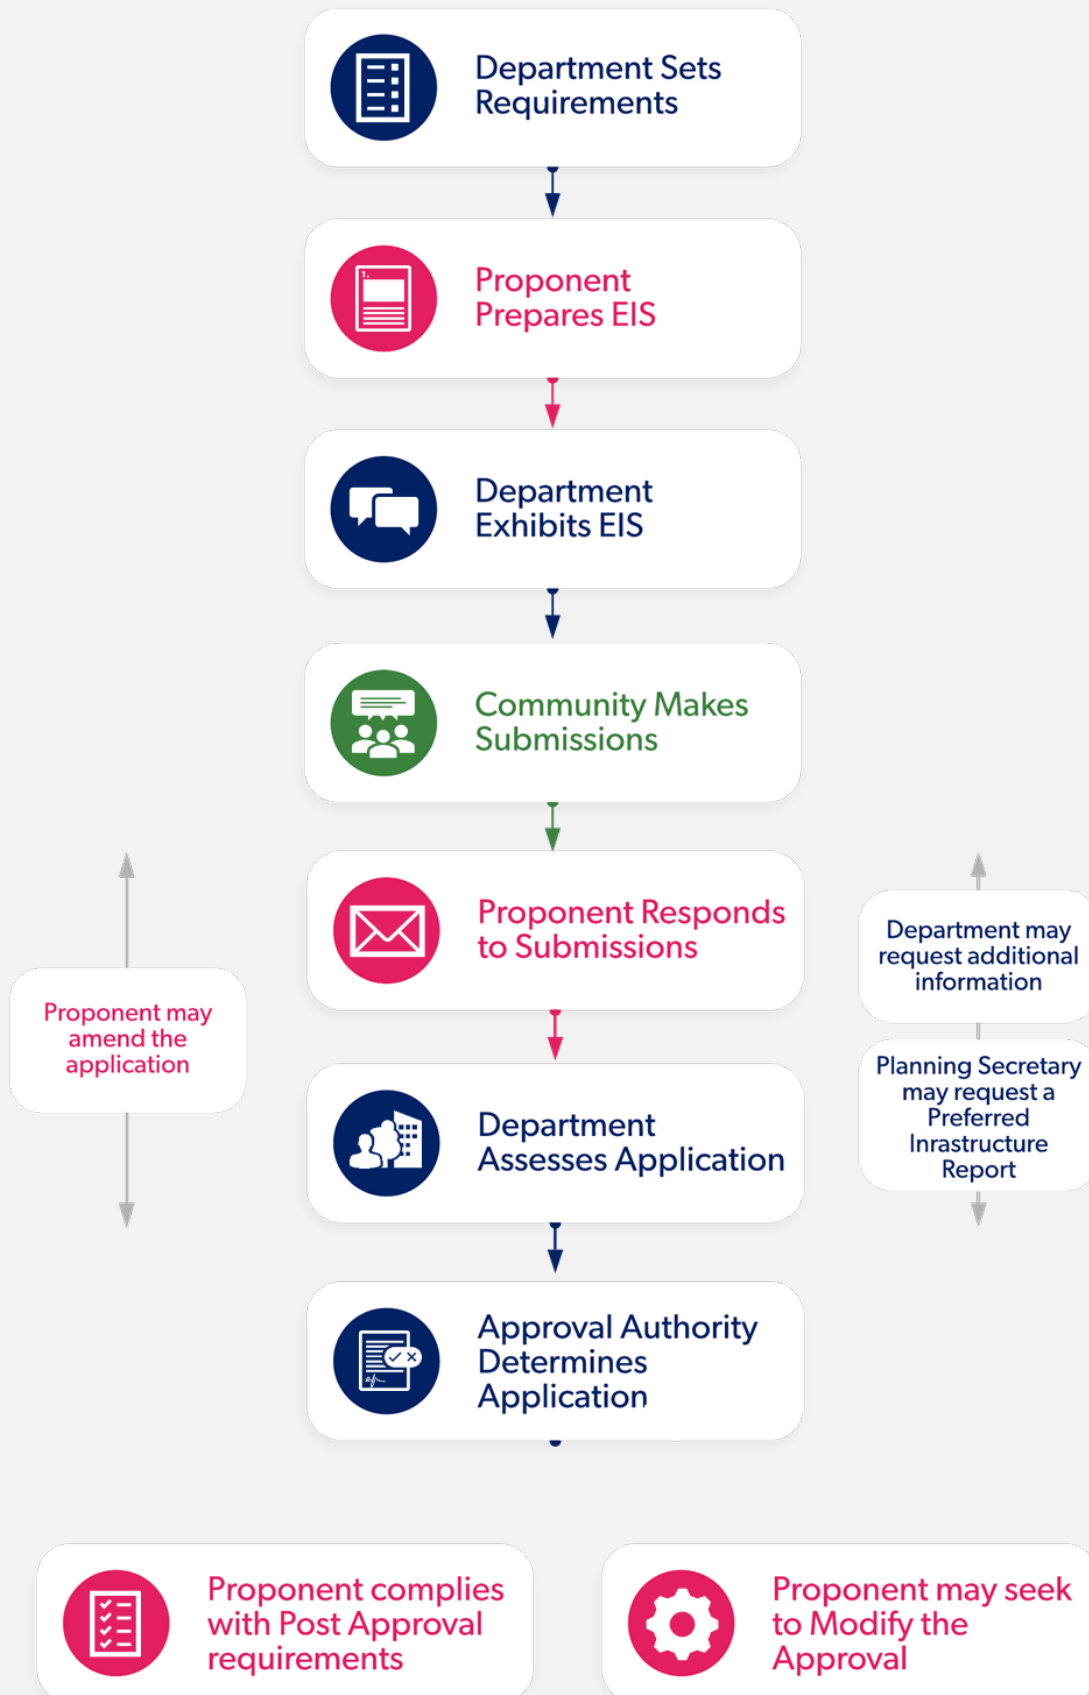 Department Sets
Requirements
Proponent
Prepares EIS
Department
Exhibits EIS
Community Makes
Submissions
Proponent Responds
to Submissions
Proponent may
amend the
application
Department may
request additional
information
Planning Secretary
may request a
Preferred
Inrastructure
Report
Department
Assesses Application
Approval Authority
Determines
Application
Proponent complies
with Post Approval
requirements
Proponent may seek
to Modify the
Approval